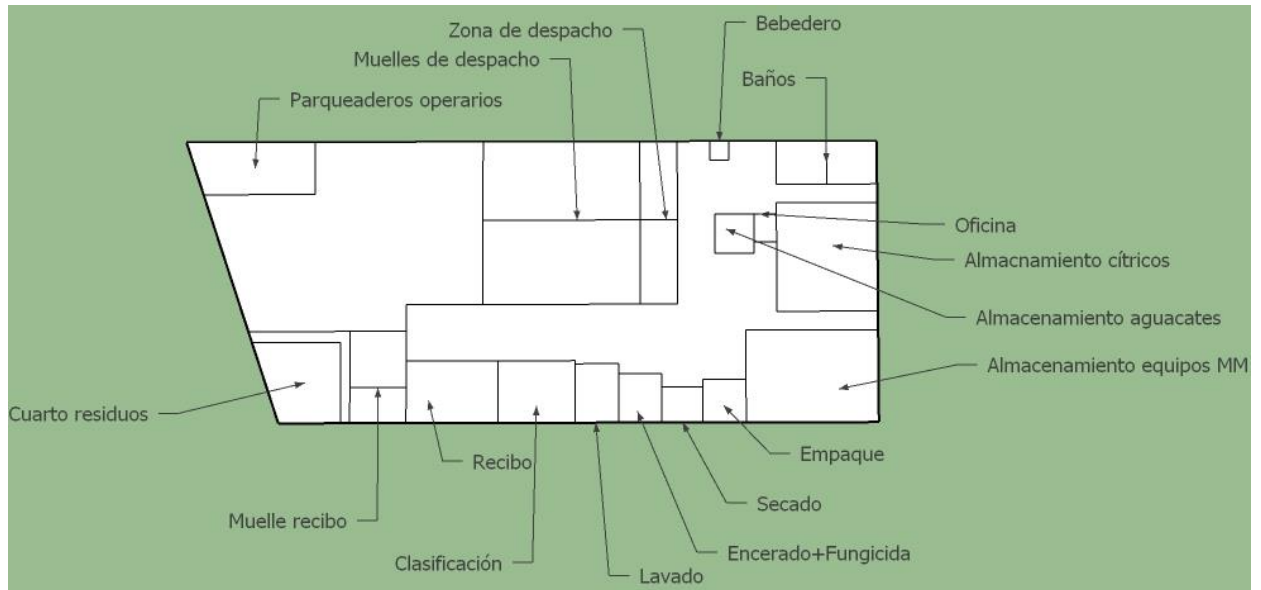 Zona de despacho
Bebedero
Muelles de despacho
Baños
Parqueaderos operarios
Oficina
Almacnamiento cítricos
Almacenamiento aguacates
Almacenamiento equipos MM
Cuarto residuos
Empaque
Recibo
Secado
Muelle recibo
Encerado+Fungicida
Clasificación
Lavado